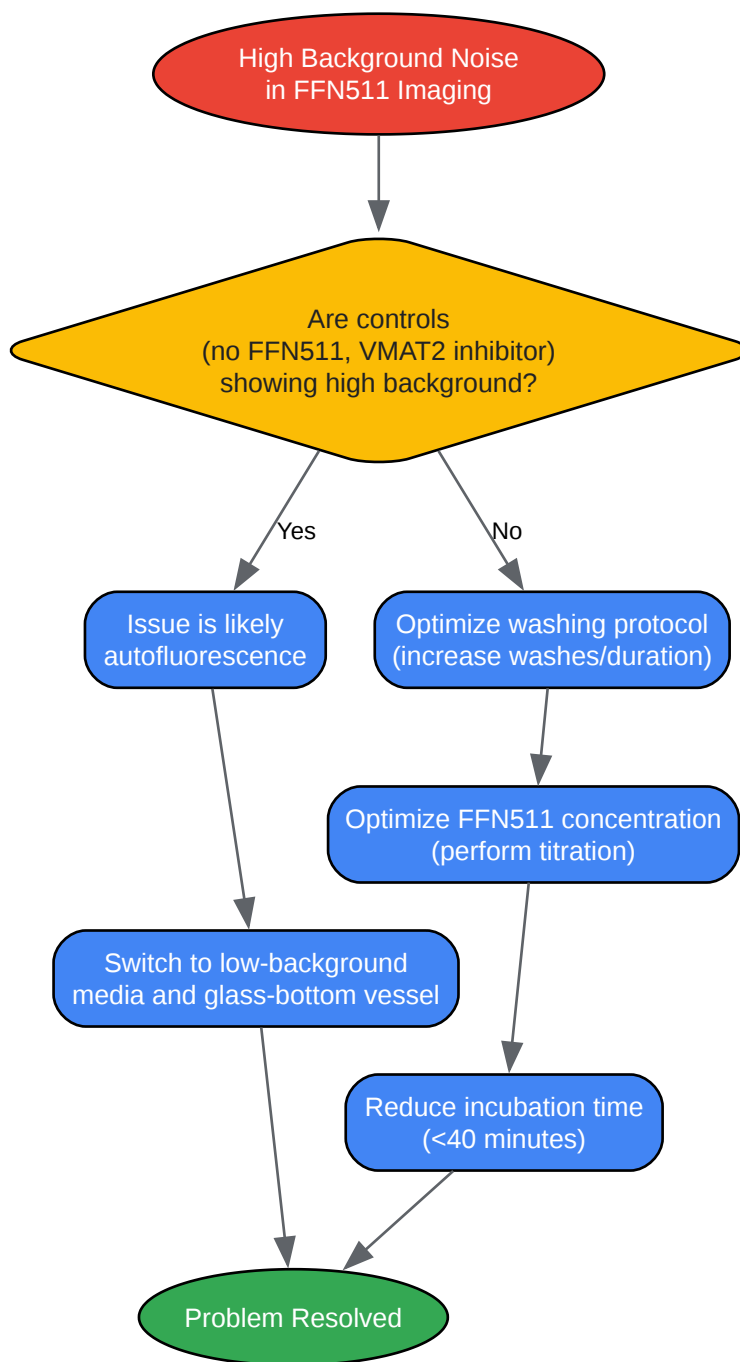 High Background Noise
in FFN511 Imaging
Are controls
(no FFN511, VMAT2 inhibitor)
showing high background?
Yes
No
Issue is likely
autofluorescence
Optimize washing protocol
(increase washes/duration)
Optimize FFN511 concentration
(perform titration)
Switch to low-background
media and glass-bottom vessel
Reduce incubation time
(<40 minutes)
Problem Resolved